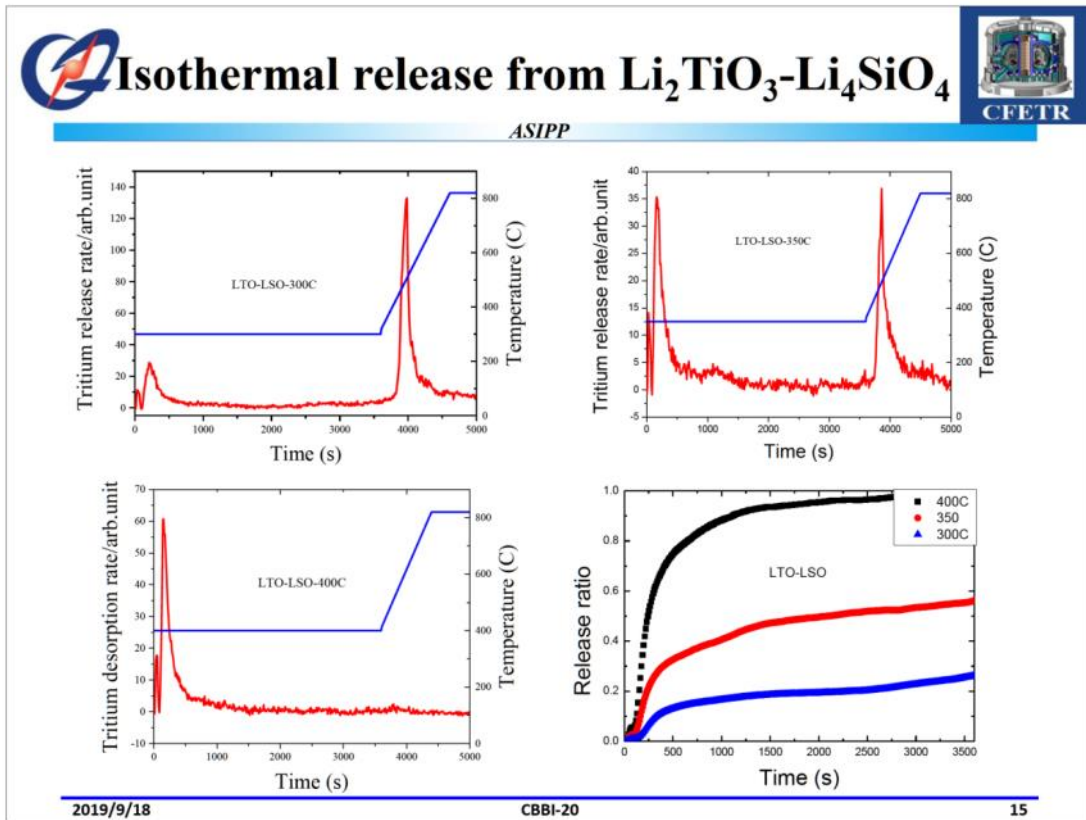 Isothermal release from Li₂TiO₃-Li₄SiO₄
CFETR
ASIPP
Tritium release rate/arb.unit
140
120
100
80
60
40
20
0
LTO-LSO-300C
800
600
400
200
0
Temperature (C)
0 1000 2000 3000 4000 5000
Time (s)
Tritium release rate/arb.unit
40
35
30
25
20
15
10
5
0
-5
LTO-LSO-350C
800
600
400
200
0
Temperature (C)
0 1000 2000 3000 4000 5000
Time (s)
Tritium desorption rate/arb.unit
70
60
50
40
30
20
10
0
-10
LTO-LSO-400C
800
600
400
200
0
Temperature (C)
0 1000 2000 3000 4000 5000
Time (s)
Release ratio
1.0
0.8
0.6
0.4
0.2
0.0
400C
350
300C
LTO-LSO
0 500 1000 1500 2000 2500 3000 3500
Time (s)
2019/9/18 CBBI-20 15